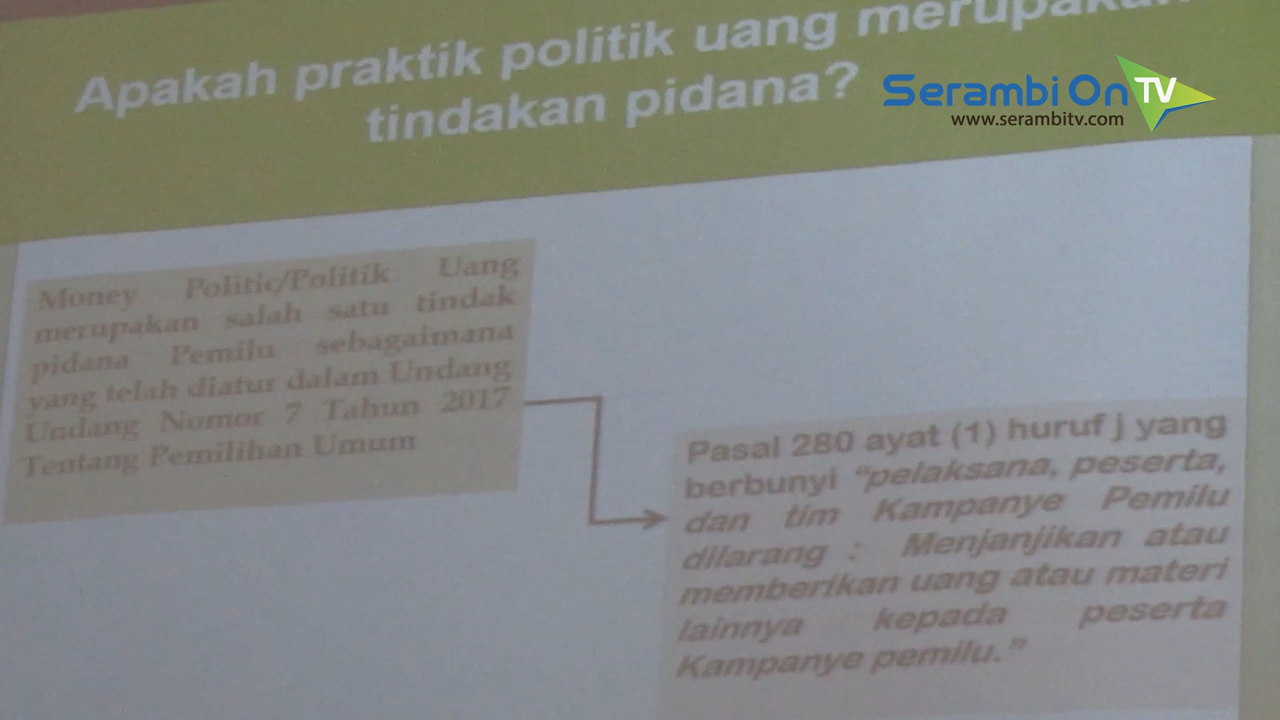 Apakah praktik politik uang merupakan
tindakan pidana?
Serambi On TV
www.serambitv.com
Money Politic/Politik Uang
merupakan salah satu tindak
pidana Pemilu sebagaimana
yang telah diatur dalam Undang
Undang Nomor 7 Tahun 2017
Tentang Pemilihan Umum
Pasal 280 ayat (1) huruf j yang
berbunyi “pelaksana, peserta,
dan tim Kampanye Pemilu
dilarang : Menjanjikan atau
memberikan uang atau materi
lainnya kepada peserta
Kampanye pemilu.”